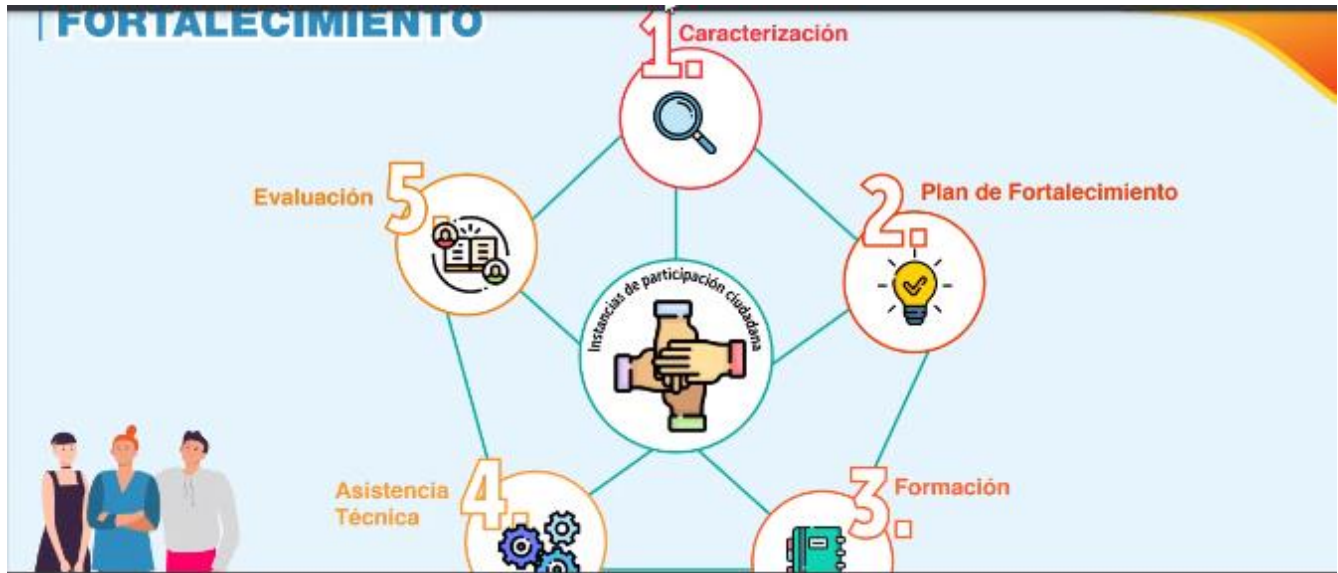 FORTALECIMIENTO
1.
Caracterización
2.
Plan de Fortalecimiento
5.
Evaluación
Instancias de participación ciudadana
3.
Formación
4.
Asistencia
Técnica